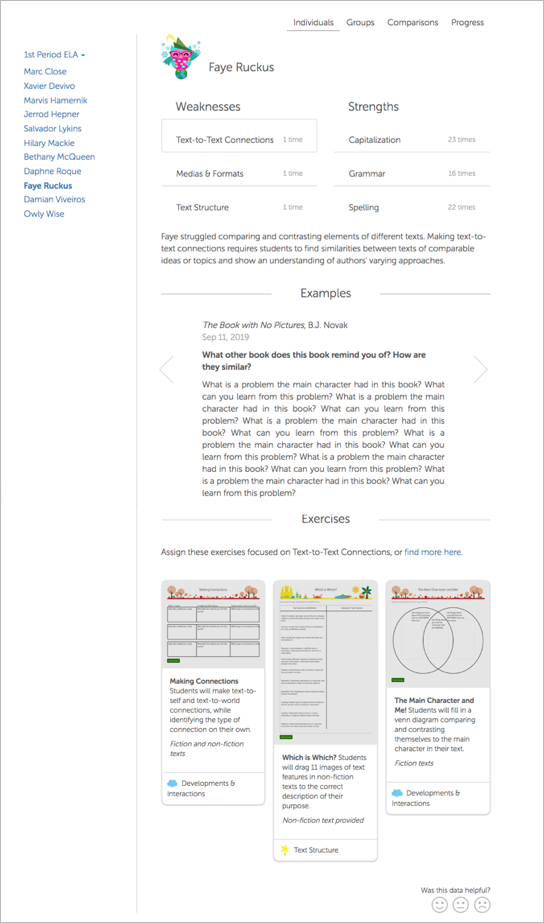 Individuals Groups Comparisons Progress
1st Period ELA
Marc Close
Xavier Devivo
Marvis Hamernik
Jerrod Hepner
Salvador Lykins
Hilary Mackie
Bethany McQueen
Daphne Roque
Faye Ruckus
Damian Viveiros
Owly Wise
Faye Ruckus
Weaknesses Strengths
Text-to-Text Connections 1 time Capitalization 23 times
Medias & Formats 1 time Grammar 16 times
Text Structure 1 time Spelling 22 times
Faye struggled comparing and contrasting elements of different texts. Making text-to-
text connections requires students to find similarities between texts of comparable
ideas or topics and show an understanding of authors' varying approaches.
Examples
The Book with No Pictures, B.J. Novak
Sep 11, 2019
What other book does this book remind you of? How are
they similar?
What is a problem the main character had in this book? What
can you learn from this problem? What is a problem the main
character had in this book? What can you learn from this
problem? What is a problem the main character had in this
book? What can you learn from this problem? What is a
problem the main character had in this book? What can you
learn from this problem? What is a problem the main character
had in this book? What can you learn from this problem? What
is a problem the main character had in this book? What can you
learn from this problem?
Exercises
Assign these exercises focused on Text-to-Text Connections, or find more here.
Making Connections
Making Connections
Students will make text-to-
self and text-to-world
connections, while
identifying the type of
connection on their own.
Fiction and non-fiction
texts
Developments &
Interactions
Which is Which?
Which is Which? Students
will drag 11 images of text
features in non-fiction
texts to the correct
description of their
purpose.
Non-fiction text provided
Text Structure
The Main Character and Me!
The Main Character and
Me! Students will fill in a
venn diagram comparing
and contrasting
themselves to the main
character in their text.
Fiction texts
Developments &
Interactions
Was this data helpful?